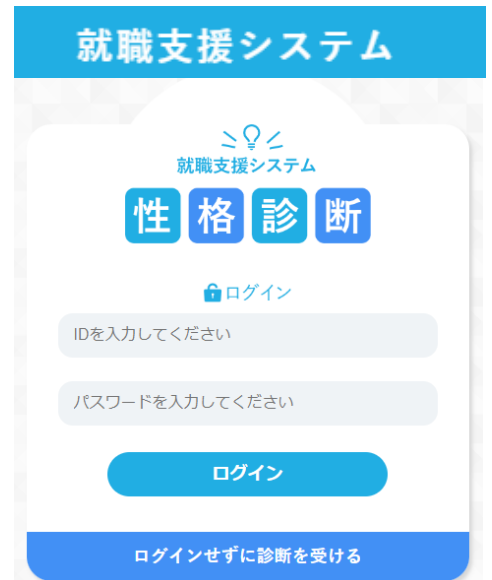 就職支援システム
就職支援システム
性格診断
ログイン
IDを入力してください
パスワードを入力してください
ログイン
ログインせずに診断を受ける